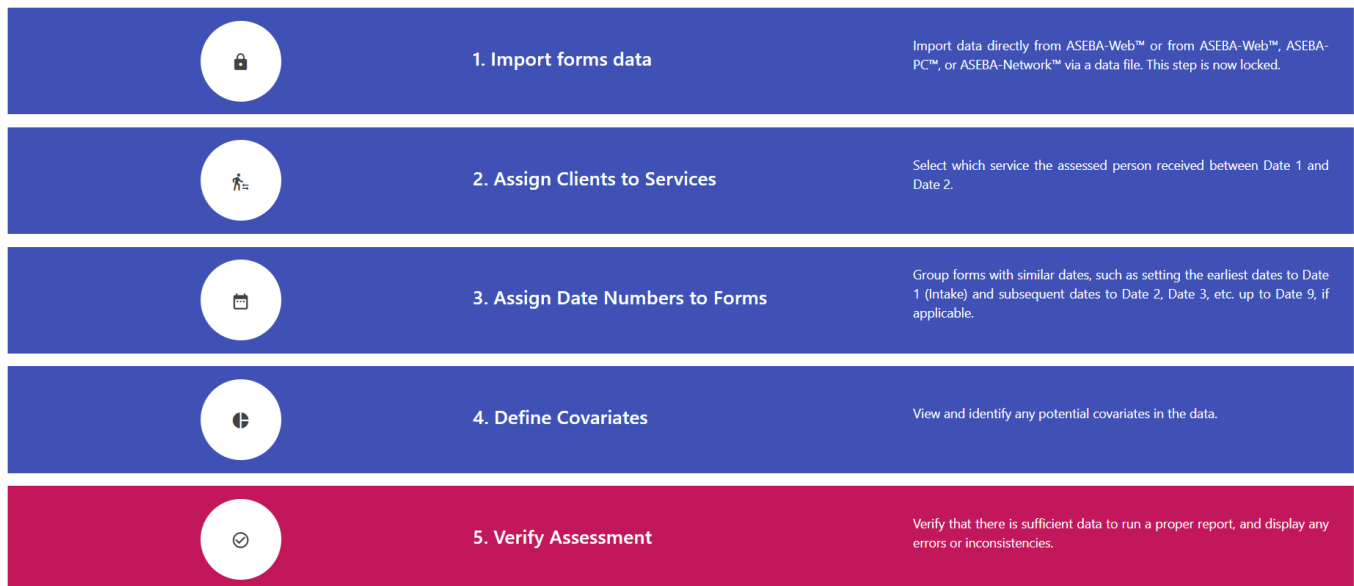 1. Import forms data
Import data directly from ASEBA-Web™ or from ASEBA-Web™, ASEBA-
PC™, or ASEBA-Network™ via a data file. This step is now locked.
2. Assign Clients to Services
Select which service the assessed person received between Date 1 and
Date 2.
3. Assign Date Numbers to Forms
Group forms with similar dates, such as setting the earliest dates to Date
1 (Intake) and subsequent dates to Date 2, Date 3, etc. up to Date 9, if
applicable.
4. Define Covariates
View and identify any potential covariates in the data.
5. Verify Assessment
Verify that there is sufficient data to run a proper report, and display any
errors or inconsistencies.